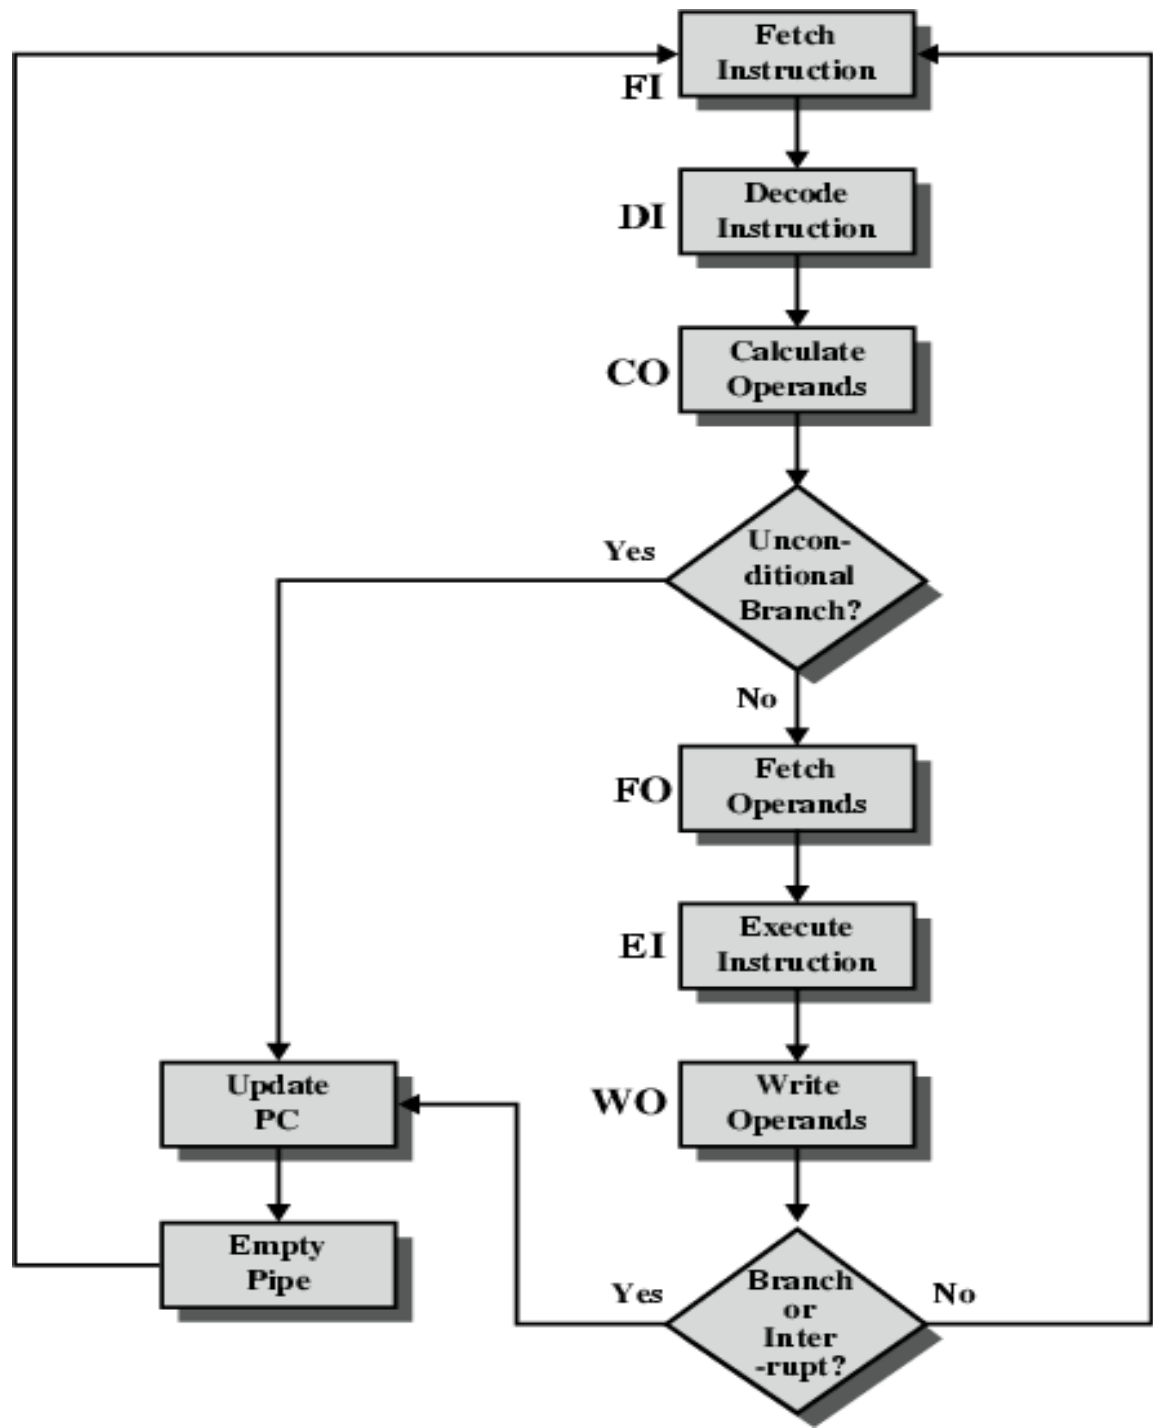 Fetch
Instruction
FI
Decode
Instruction
DI
Calculate
Operands
CO
Uncon-
ditional
Branch?
Yes
No
Fetch
Operands
FO
Execute
Instruction
EI
Write
Operands
WO
Update
PC
Empty
Pipe
Branch
or
Inter
-rupt?
Yes
No